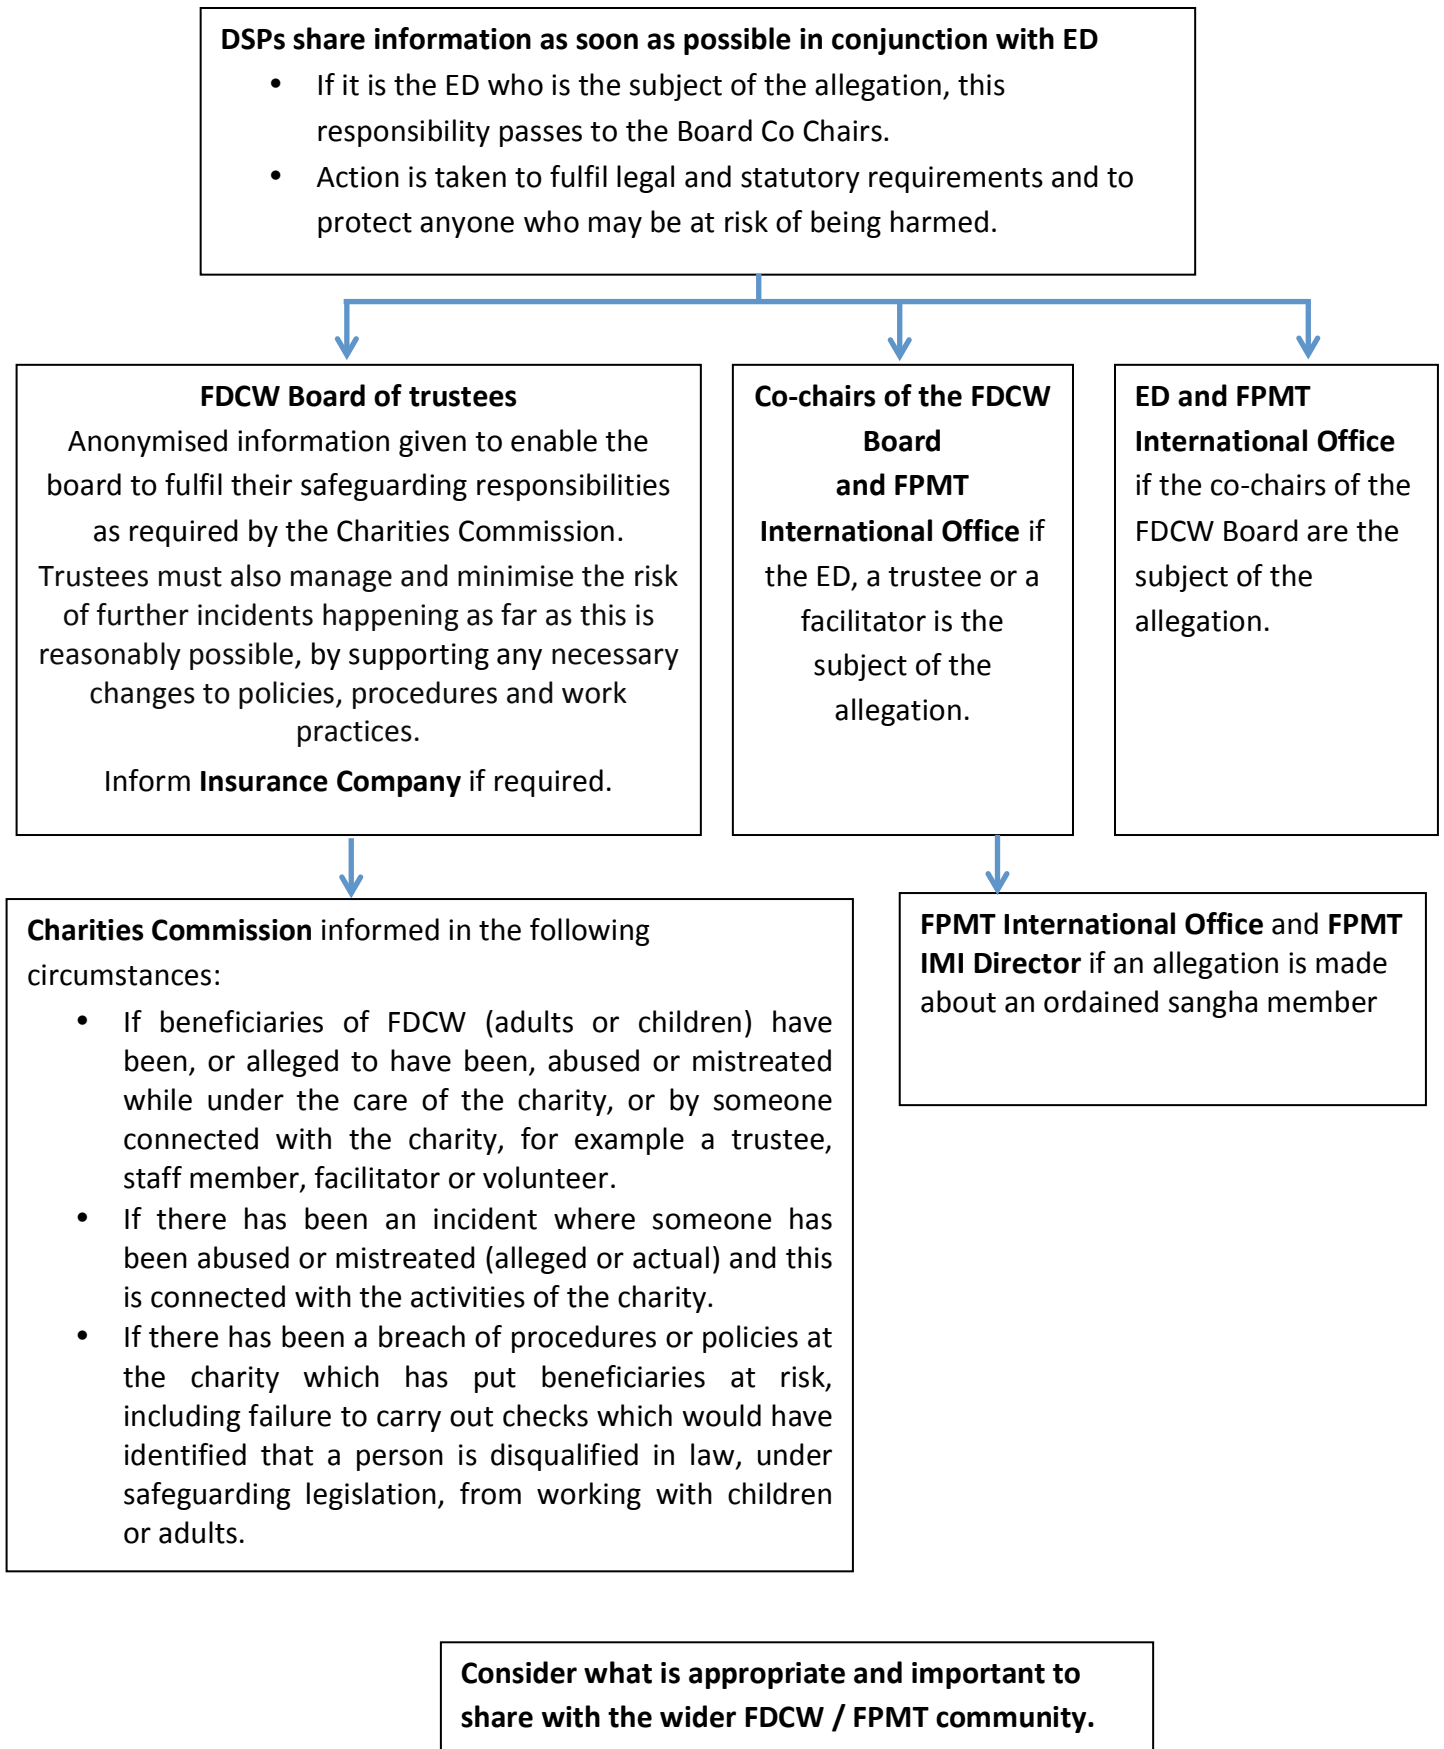 DSPs share information as soon as possible in conjunction with ED
• If it is the ED who is the subject of the allegation, this
responsibility passes to the Board Co Chairs.
• Action is taken to fulfil legal and statutory requirements and to
protect anyone who may be at risk of being harmed.
FDCW Board of trustees
Anonymised information given to enable the
board to fulfil their safeguarding responsibilities
as required by the Charities Commission.
Trustees must also manage and minimise the risk
of further incidents happening as far as this is
reasonably possible, by supporting any necessary
changes to policies, procedures and work
practices.
Inform Insurance Company if required.
Co-chairs of the FDCW
Board
and FPMT
International Office if
the ED, a trustee or a
facilitator is the
subject of the
allegation.
ED and FPMT
International Office
if the co-chairs of the
FDCW Board are the
subject of the
allegation.
Charities Commission informed in the following
circumstances:
• If beneficiaries of FDCW (adults or children) have
been, or alleged to have been, abused or mistreated
while under the care of the charity, or by someone
connected with the charity, for example a trustee,
staff member, facilitator or volunteer.
• If there has been an incident where someone has
been abused or mistreated (alleged or actual) and this
is connected with the activities of the charity.
• If there has been a breach of procedures or policies at
the charity which has put beneficiaries at risk,
including failure to carry out checks which would have
identified that a person is disqualified in law, under
safeguarding legislation, from working with children
or adults.
FPMT International Office and FPMT
IMI Director if an allegation is made
about an ordained sangha member
Consider what is appropriate and important to
share with the wider FDCW / FPMT community.